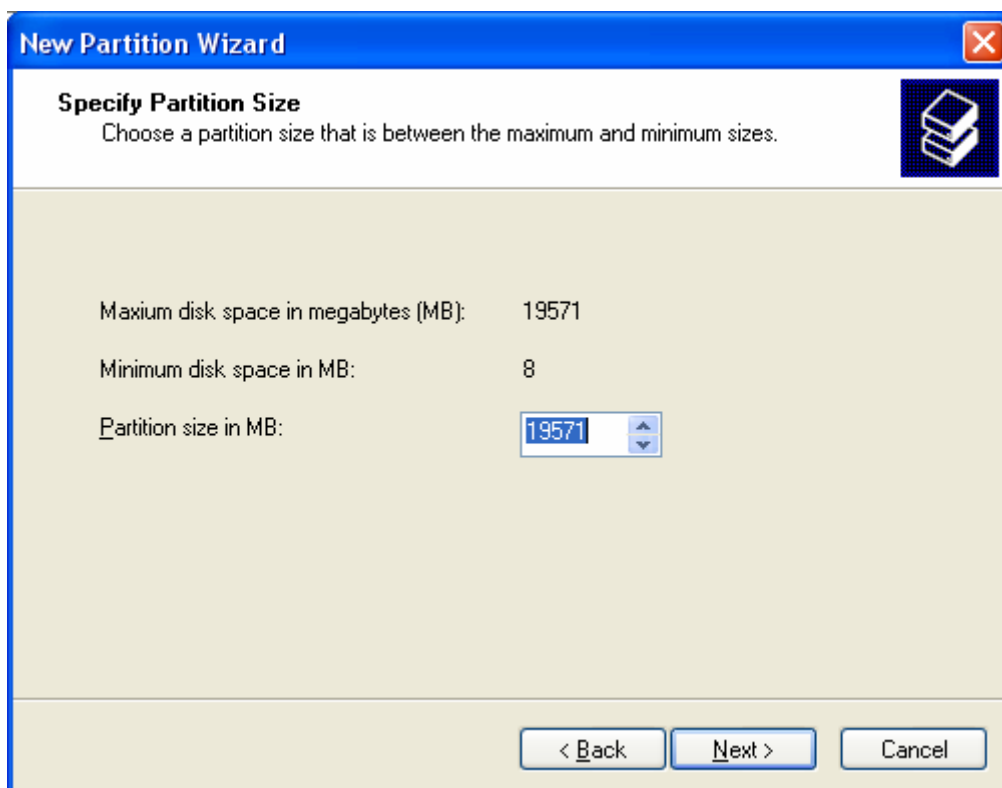 New Partition Wizard
Specify Partition Size
Choose a partition size that is between the maximum and minimum sizes.
Maxium disk space in megabytes (MB): 19571
Minimum disk space in MB: 8
Partition size in MB: 19571
< Back Next > Cancel